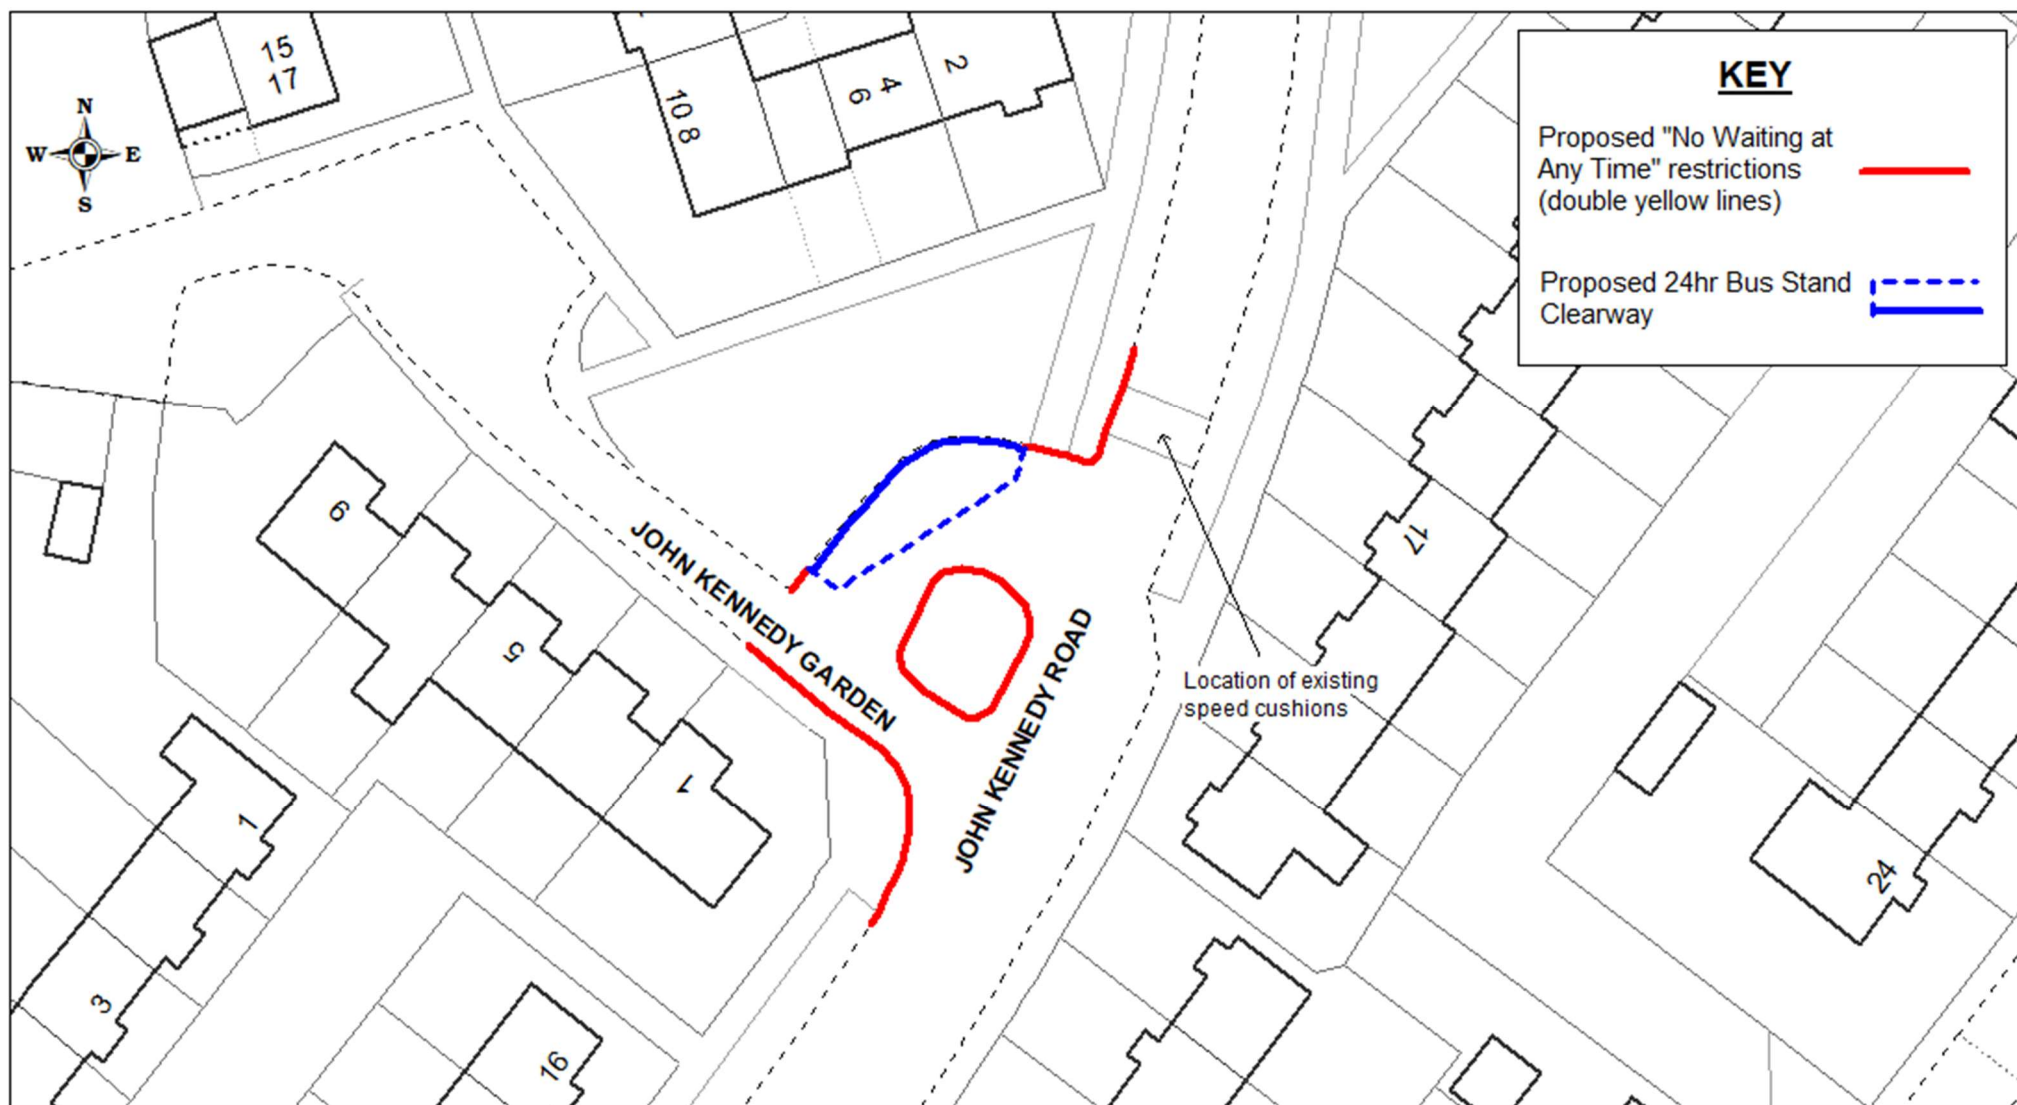 15
17
N
W E
S
10 8
6 4
2
KEY
Proposed "No Waiting at
Any Time" restrictions
(double yellow lines)
Proposed 24hr Bus Stand
Clearway
9
5
1
JOHN KENNEDY GARDEN
JOHN KENNEDY ROAD
17
Location of existing
speed cushions
1
3
16
24